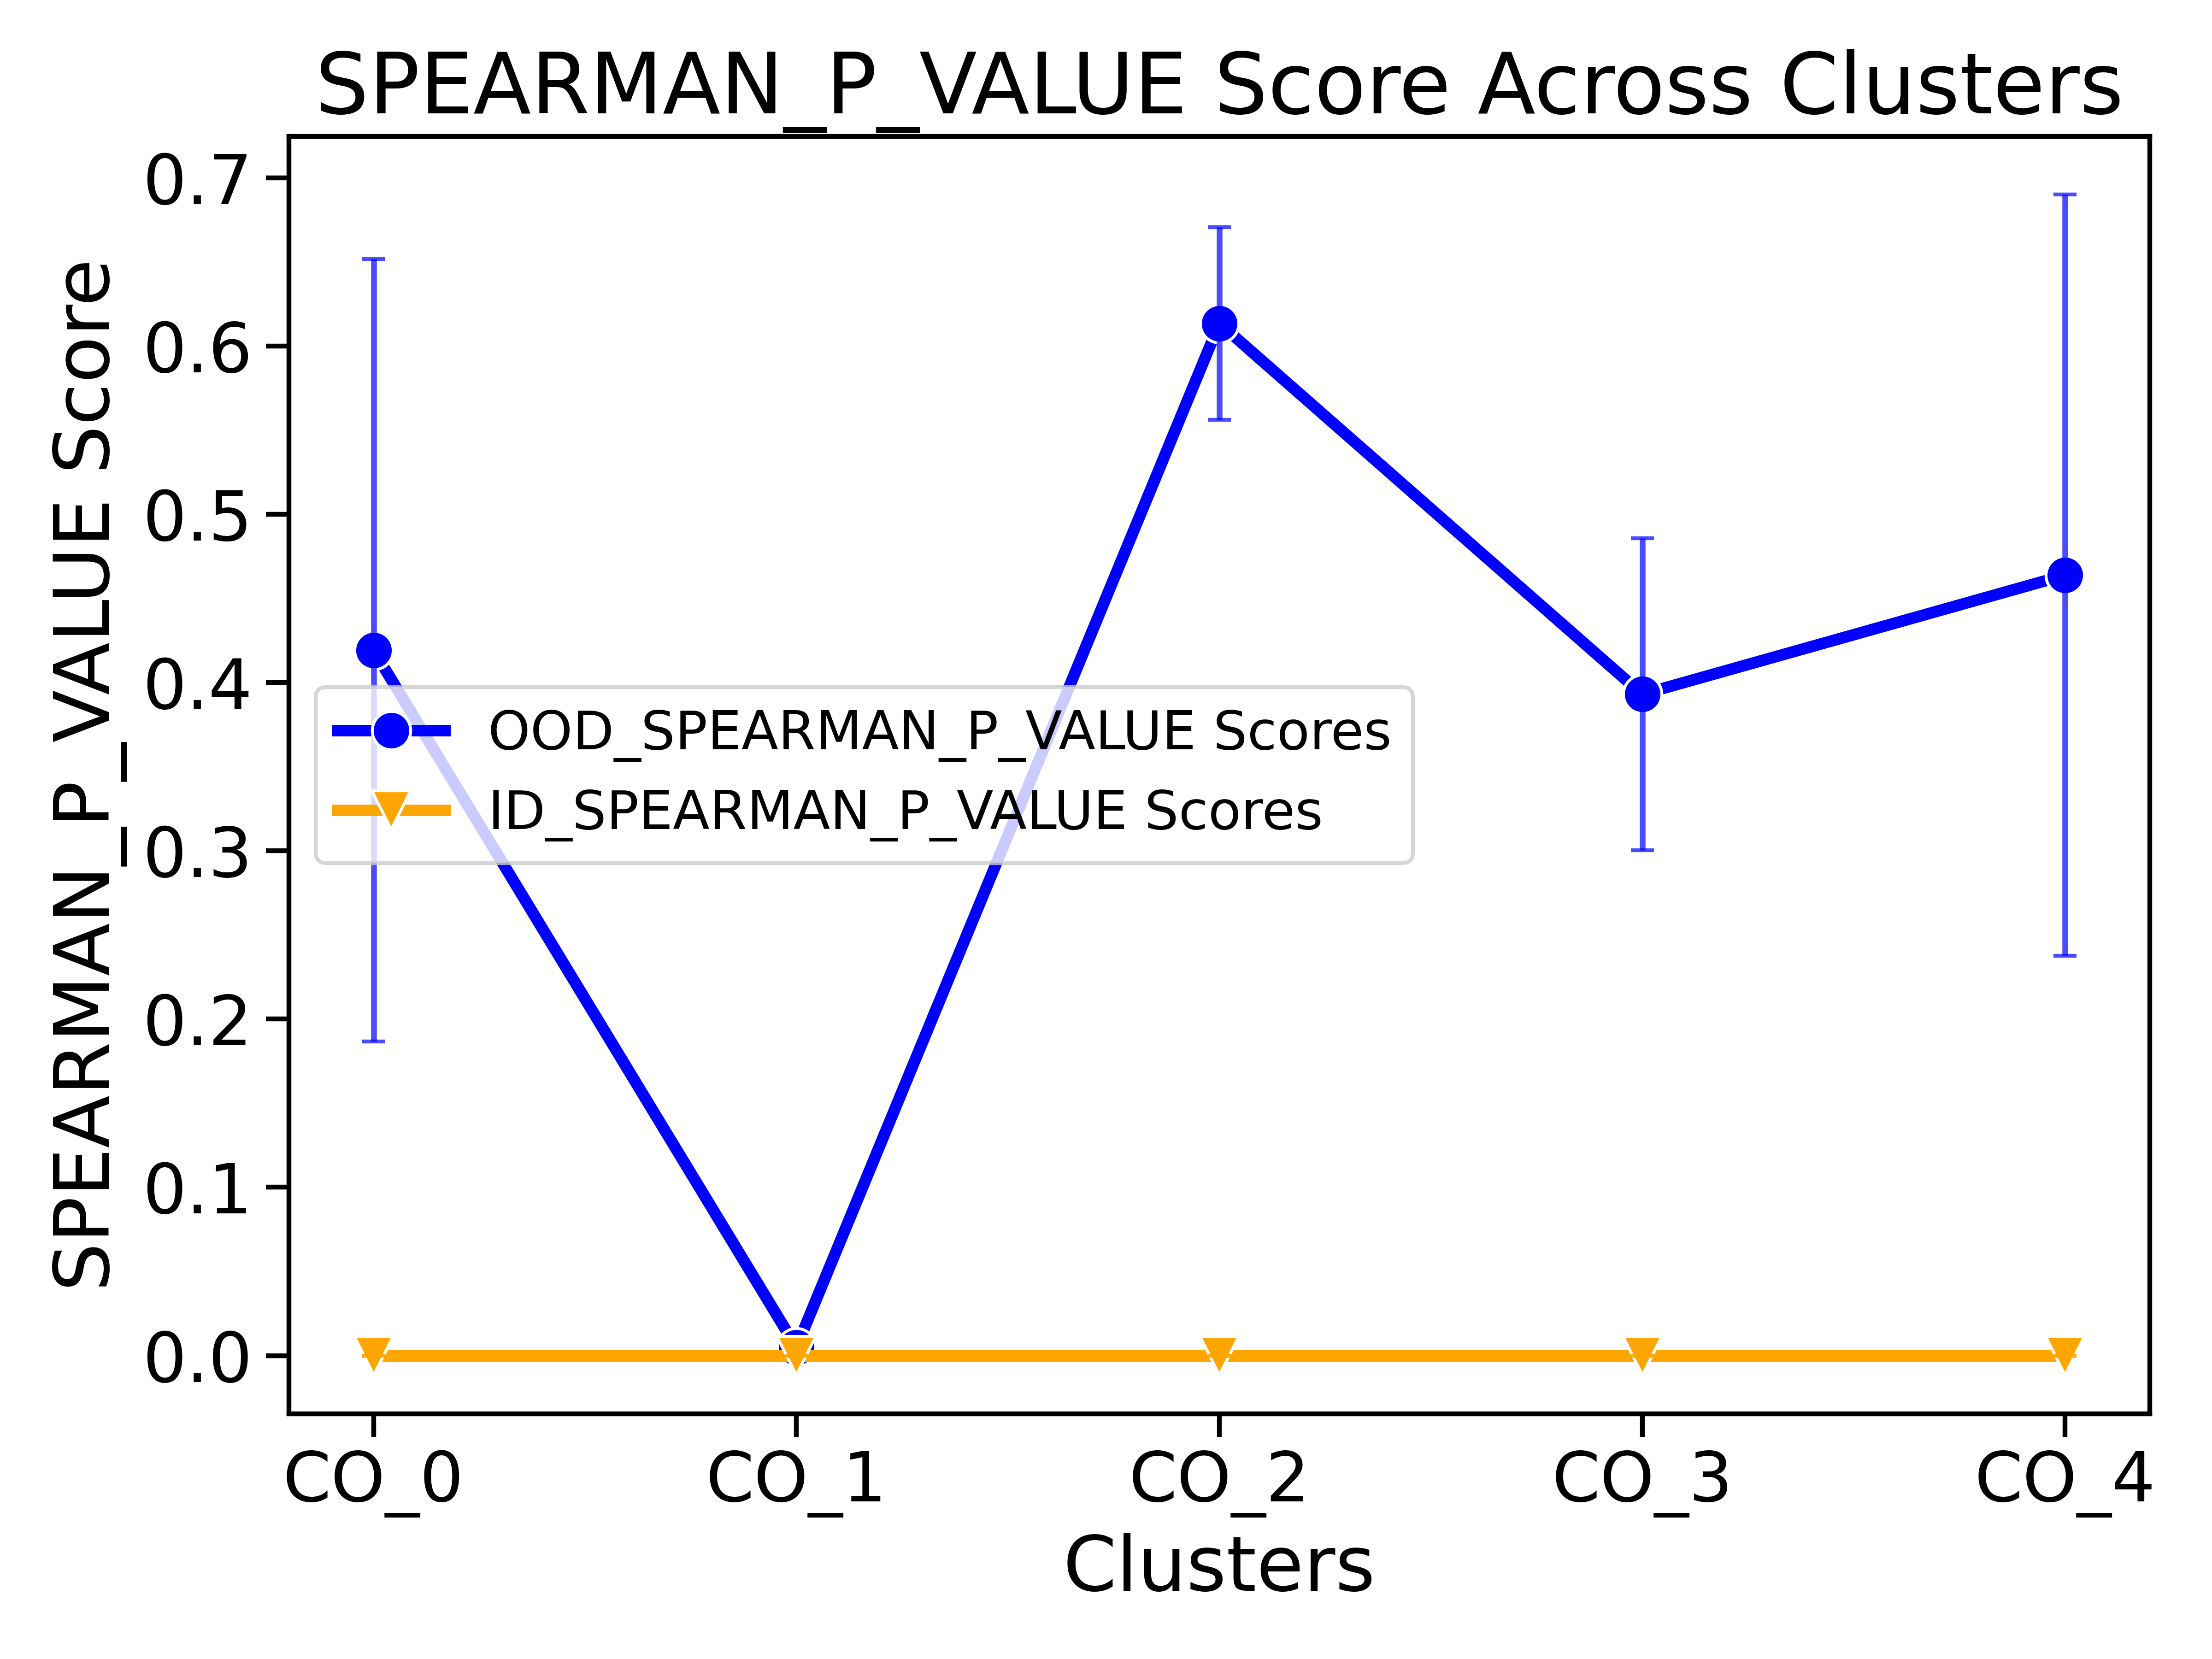 SPEARMAN_P_VALUE Score Across Clusters
SPEARMAN_P_VALUE Score
0.7
0.6
0.5
0.4
0.3
0.2
0.1
0.0
OOD_SPEARMAN_P_VALUE Scores
ID_SPEARMAN_P_VALUE Scores
CO_0 CO_1 CO_2 CO_3 CO_4
Clusters